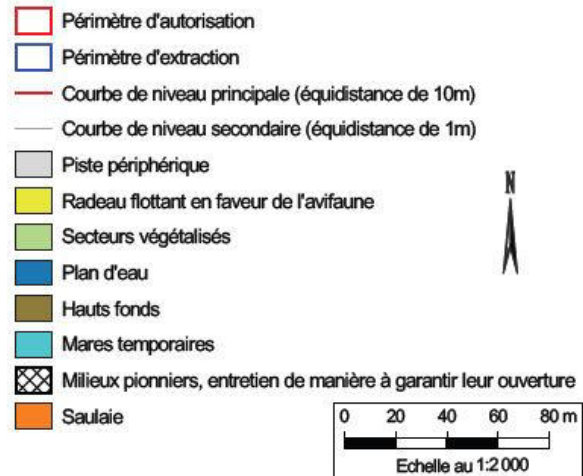 Périmètre d'autorisation
Périmètre d'extraction
Courbe de niveau principale (équidistance de 10m)
Courbe de niveau secondaire (équidistance de 1m)
Piste périphérique
Radeau flottant en faveur de l'avifaune
Secteurs végétalisés
Plan d'eau
Hauts fonds
Mares temporaires
Milieux pionniers, entretien de manière à garantir leur ouverture
Saulaie
N
0 20 40 60 80 m
Echelle au 1:2 000